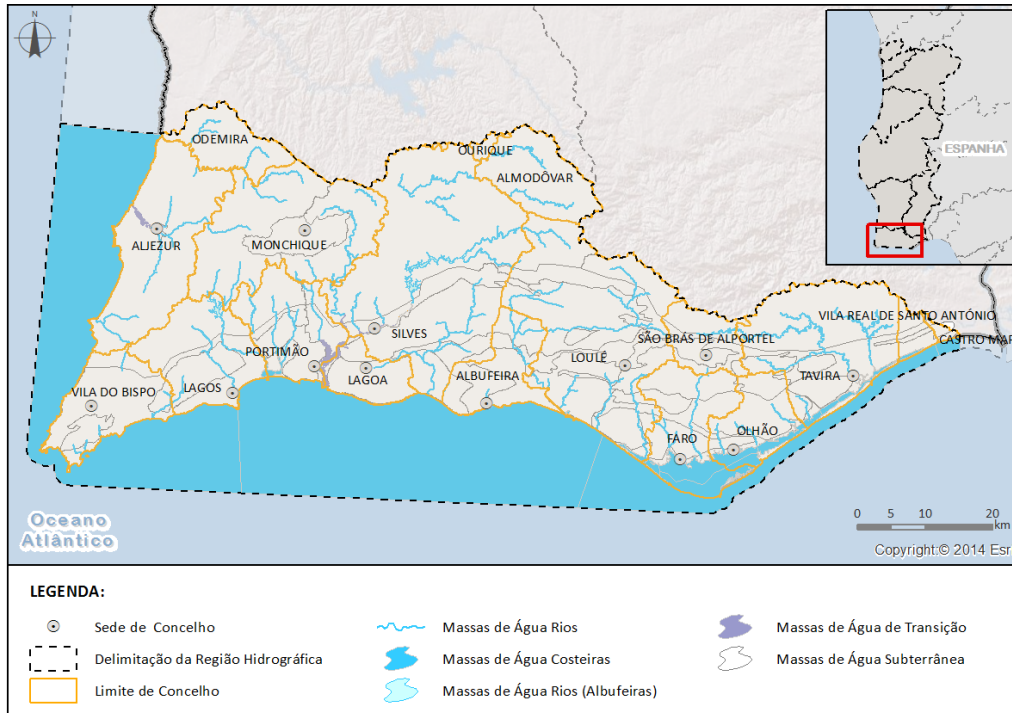 N
ESPANHA
ODEMIRA
OURIQUE
ALMODÔVAR
ALJEZUR
MONCHIQUE
VILA REAL DE SANTO ANTÓNIO
SILVES
SÃO BRÁS DE ALPORTEL
CASTRO MAR
PORTIMÃO
LOULÉ
LAGOA
ALBUFEIRA
TAVIRA
VILA DO BISPO
LAGOS
OLHÃO
FARO
0 5 10 20
km
Oceano
Atlântico
Copyright:© 2014 Esr
LEGENDA:
Sede de Concelho
Massas de Água Rios
Massas de Água de Transição
Delimitação da Região Hidrográfica
Massas de Água Costeiras
Massas de Água Subterrânea
Limite de Concelho
Massas de Água Rios (Albufeiras)